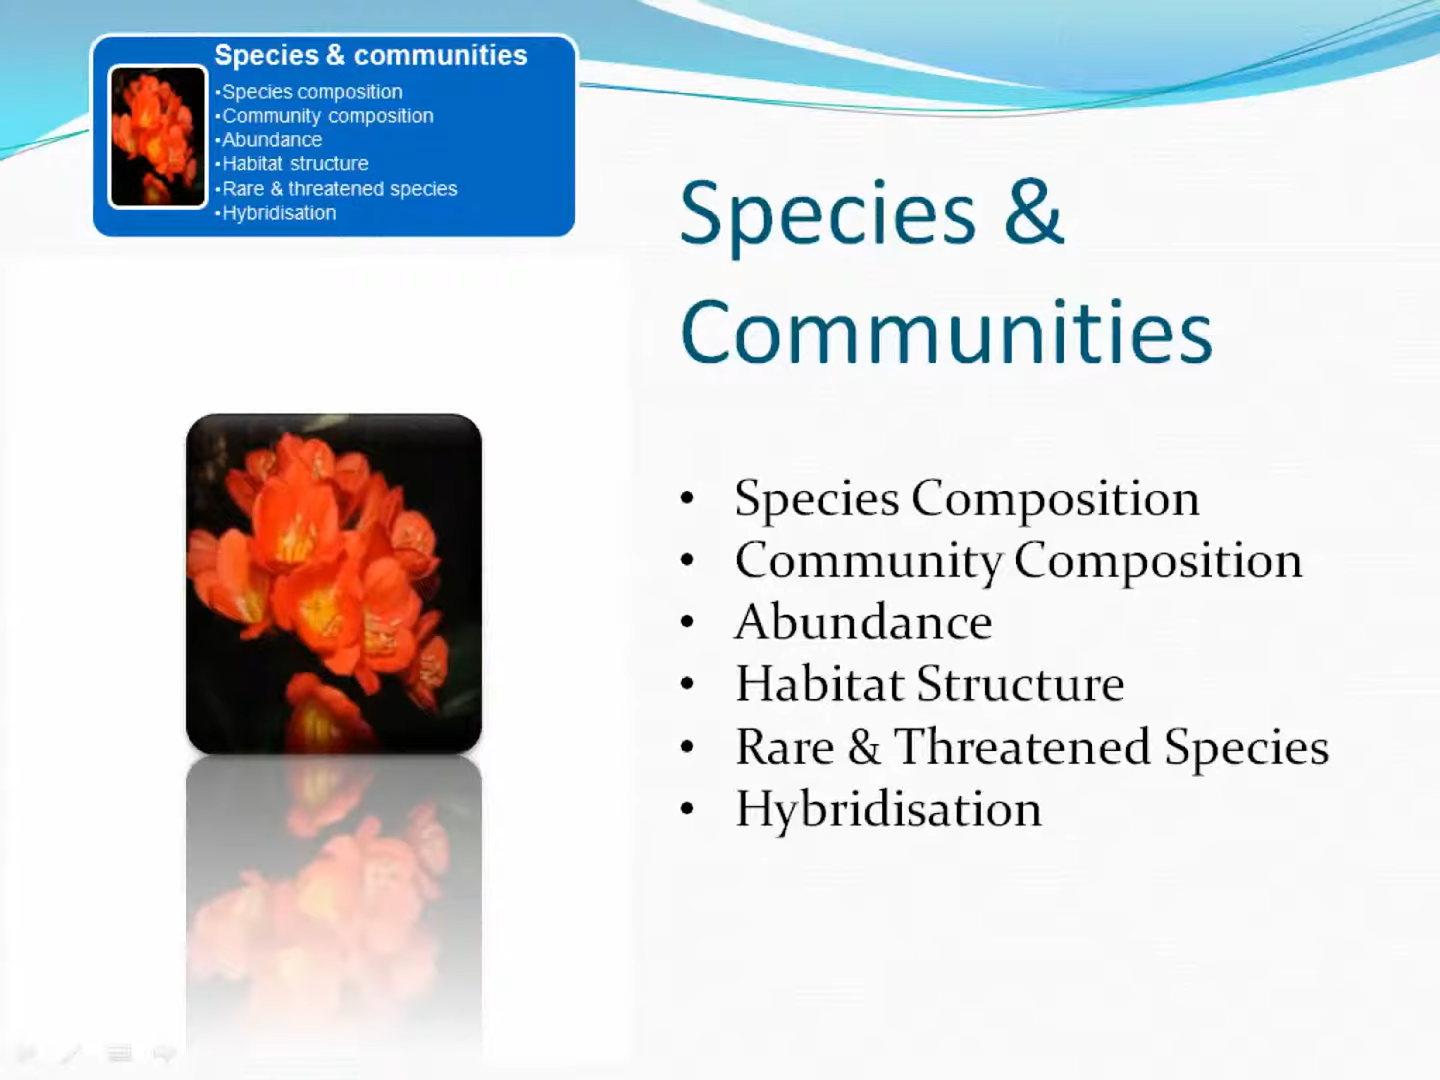 Species & communities
•Species composition
•Community composition
•Abundance
•Habitat structure
•Rare & threatened species
•Hybridisation
Species &
Communities
• Species Composition
• Community Composition
• Abundance
• Habitat Structure
• Rare & Threatened Species
• Hybridisation